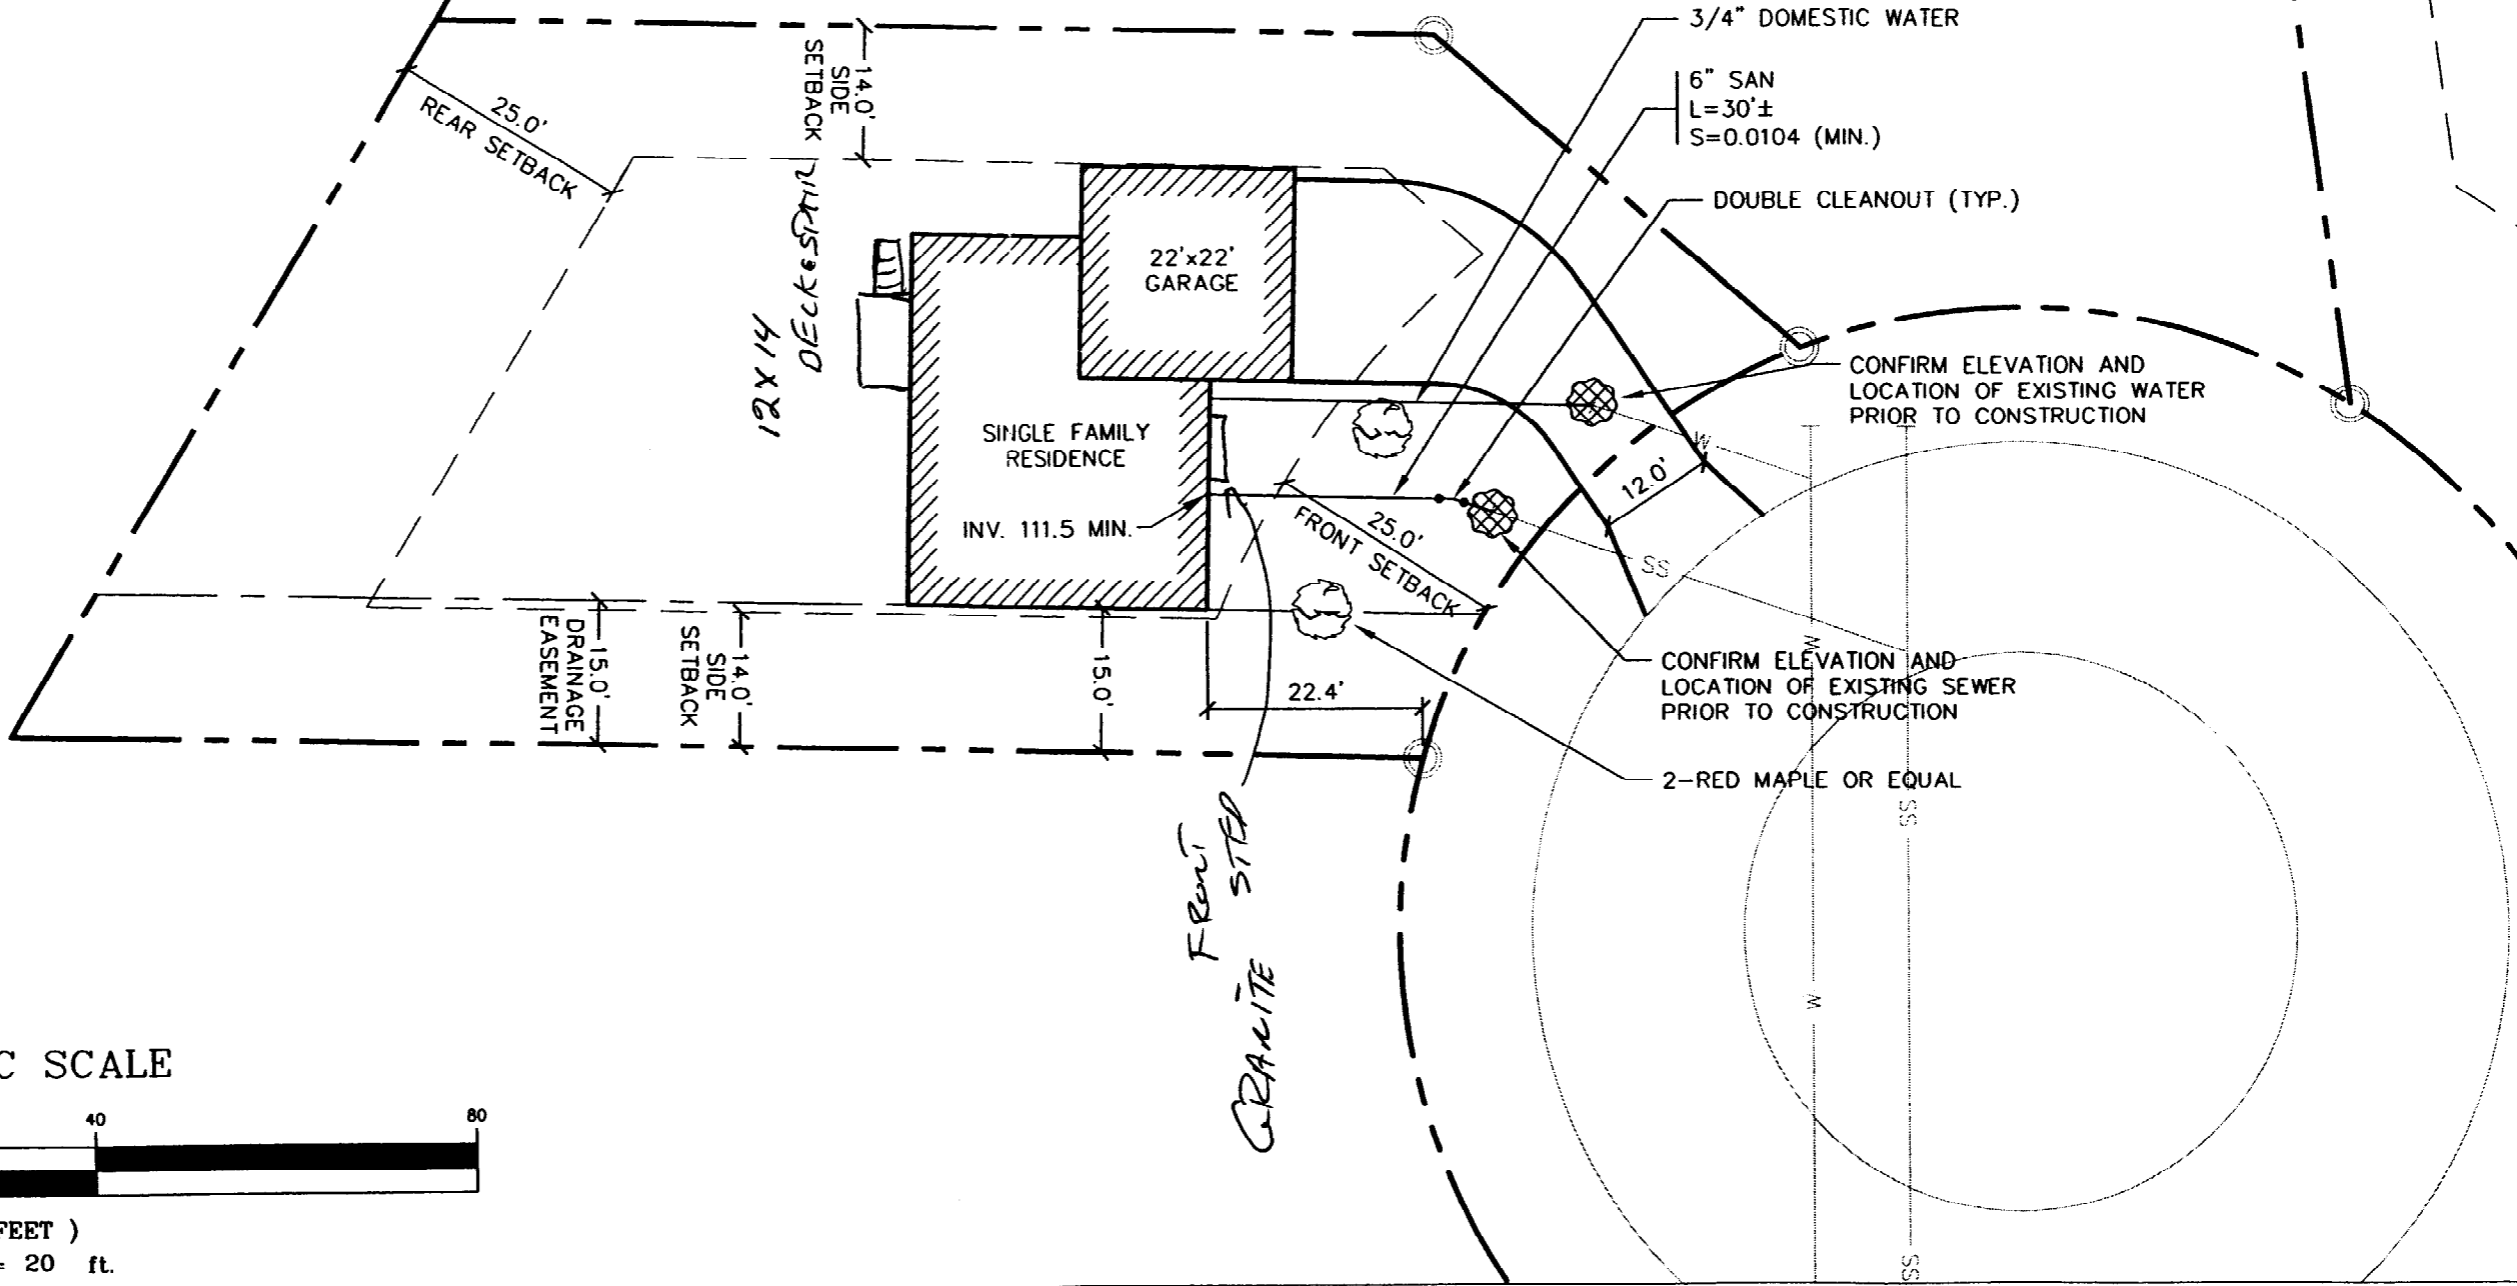 3/4" DOMESTIC WATER
6" SAN
L=30'±
S=0.0104 (MIN.)
DOUBLE CLEANOUT (TYP.)
14.0'
SIDE
SETBACK
25.0'
REAR SETBACK
12 X 14
DECK & STAIR
22'x22'
GARAGE
SINGLE FAMILY
RESIDENCE
INV. 111.5 MIN.
CONFIRM ELEVATION AND
LOCATION OF EXISTING WATER
PRIOR TO CONSTRUCTION
W
12.0'
25.0'
FRONT SETBACK
SS
15.0'
DRAINAGE
EASEMENT
14.0'
SIDE
SETBACK
15.0'
22.4'
W
CONFIRM ELEVATION AND
LOCATION OF EXISTING SEWER
PRIOR TO CONSTRUCTION
2-RED MAPLE OR EQUAL
SS
FRONT
GRANITE STEP
W
SS
C SCALE
40
80
FEET )
= 20 ft.